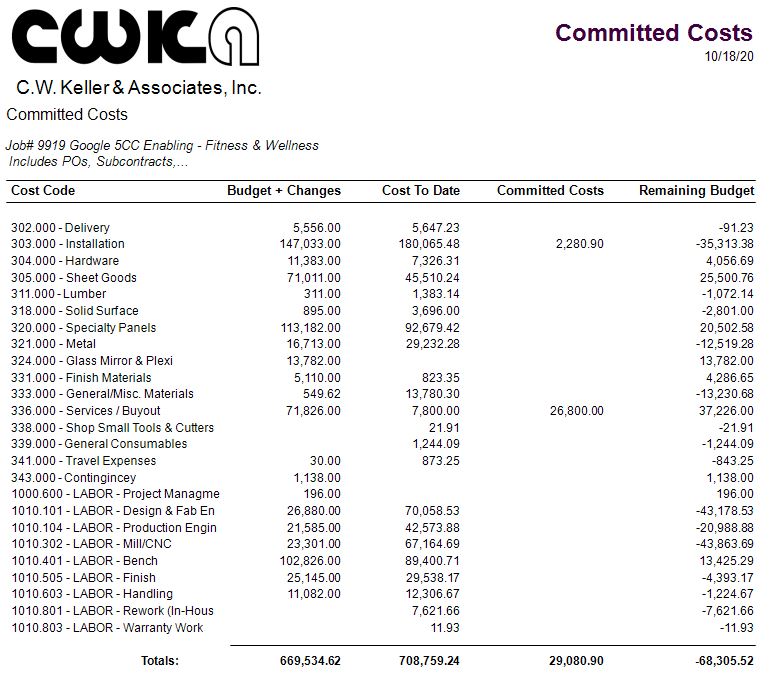 CWKA
Committed Costs
10/18/20
C.W. Keller & Associates, Inc.
Committed Costs
Job# 9919 Google 5CC Enabling - Fitness & Wellness
Includes POs, Subcontracts,...
Cost Code Budget + Changes Cost To Date Committed Costs Remaining Budget
302.000 - Delivery 5,556.00 5,647.23 -91.23
303.000 - Installation 147,033.00 180,065.48 2,280.90 -35,313.38
304.000 - Hardware 11,383.00 7,326.31 4,056.69
305.000 - Sheet Goods 71,011.00 45,510.24 25,500.76
311.000 - Lumber 311.00 1,383.14 -1,072.14
318.000 - Solid Surface 895.00 3,696.00 -2,801.00
320.000 - Specialty Panels 113,182.00 92,679.42 20,502.58
321.000 - Metal 16,713.00 29,232.28 -12,519.28
324.000 - Glass Mirror & Plexi 13,782.00 13,782.00
331.000 - Finish Materials 5,110.00 823.35 4,286.65
333.000 - General/Misc. Materials 549.62 13,780.30 -13,230.68
336.000 - Services / Buyout 71,826.00 7,800.00 26,800.00 37,226.00
338.000 - Shop Small Tools & Cutters 21.91 -21.91
339.000 - General Consumables 1,244.09 -1,244.09
341.000 - Travel Expenses 30.00 873.25 -843.25
343.000 - Contingincey 1,138.00 1,138.00
1000.600 - LABOR - Project Managme 196.00 196.00
1010.101 - LABOR - Design & Fab En 26,880.00 70,058.53 -43,178.53
1010.104 - LABOR - Production Engin 21,585.00 42,573.88 -20,988.88
1010.302 - LABOR - Mill/CNC 23,301.00 67,164.69 -43,863.69
1010.401 - LABOR - Bench 102,826.00 89,400.71 13,425.29
1010.505 - LABOR - Finish 25,145.00 29,538.17 -4,393.17
1010.603 - LABOR - Handling 11,082.00 12,306.67 -1,224.67
1010.801 - LABOR - Rework (In-Hous 7,621.66 -7,621.66
1010.803 - LABOR - Warranty Work 11.93 -11.93
Totals: 669,534.62 708,759.24 29,080.90 -68,305.52